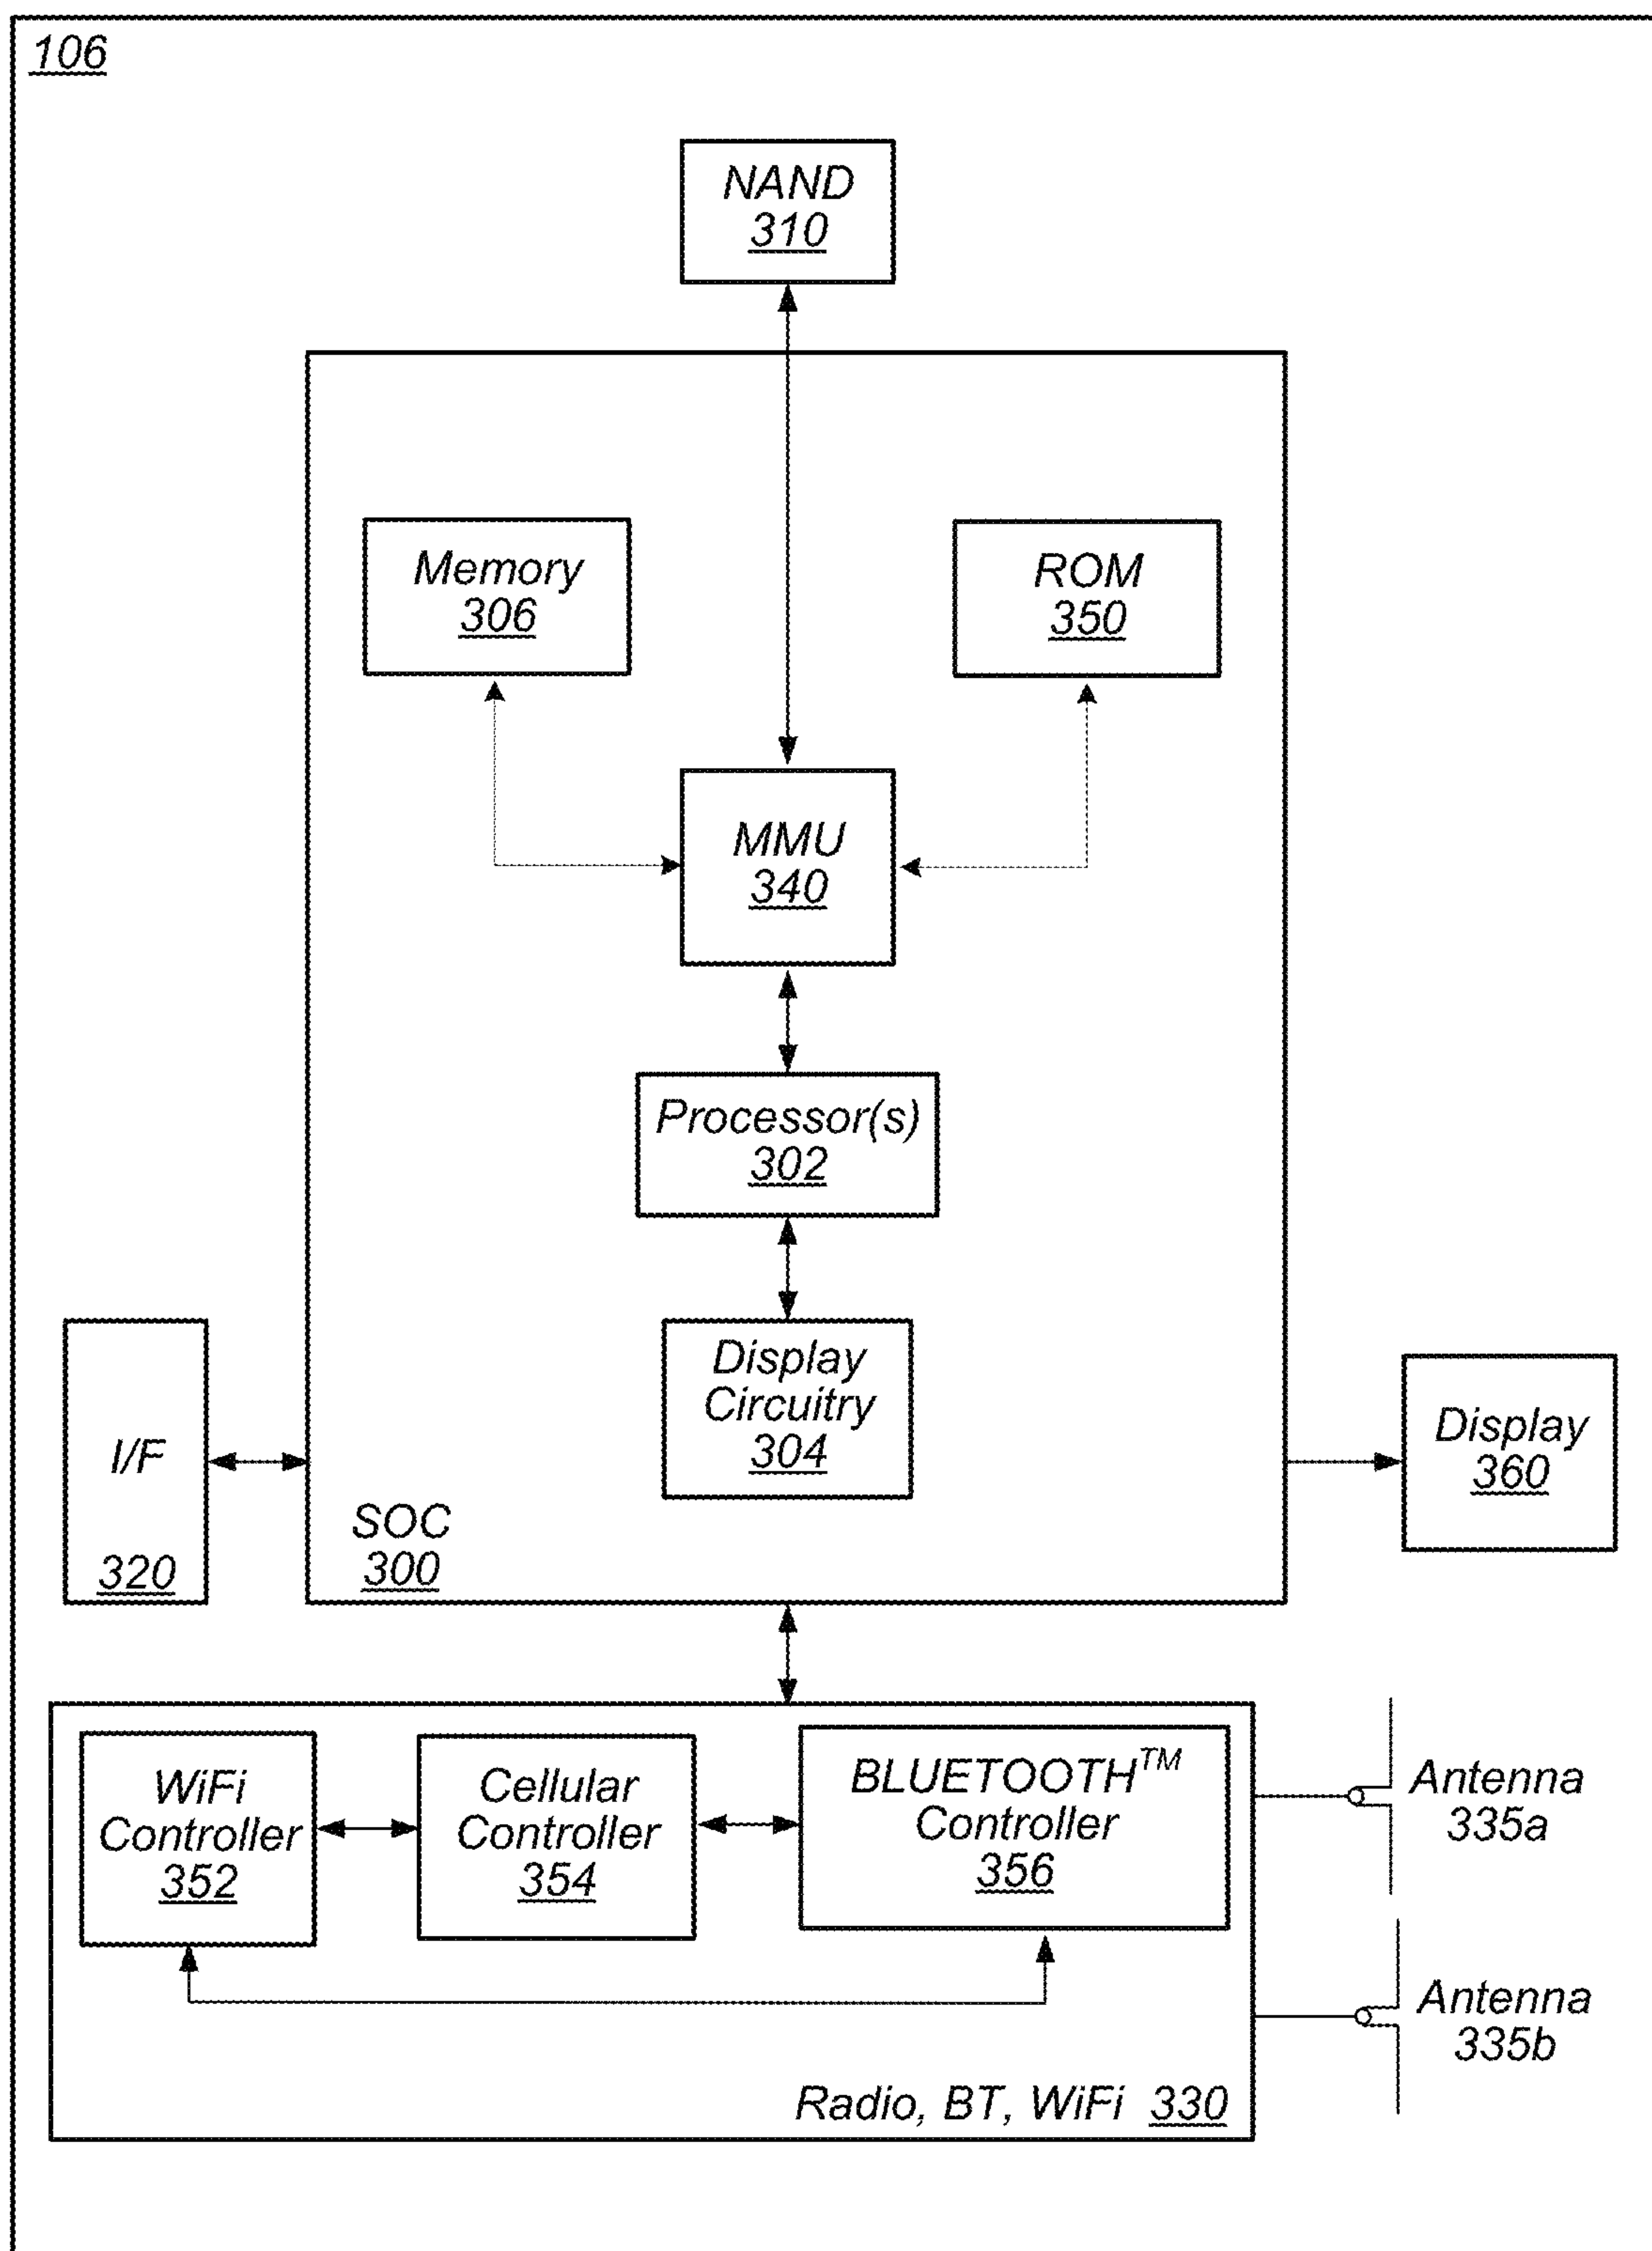 106
NAND
310
Memory
306
ROM
350
MMU
340
Processor(s)
302
Display
Circuitry
304
I/F
320
SOC
300
Display
360
WiFi
Controller
352
Cellular
Controller
354
BLUETOOTH™
Controller
356
Antenna
335a
Antenna
335b
Radio, BT, WiFi 330